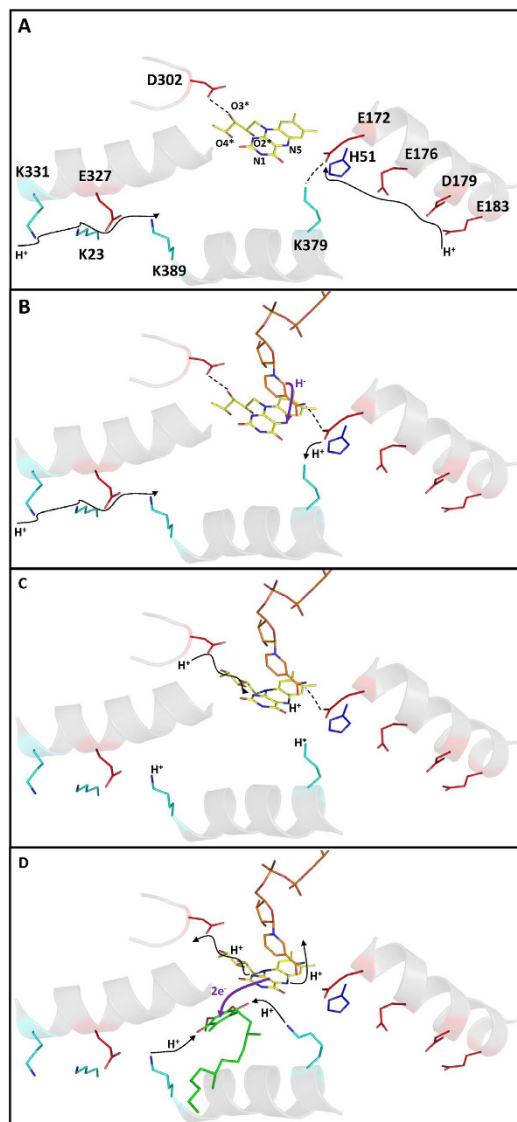 A
D302
O3*
E172
O4*
O2*
N5
H51
N1
E176
K331
E327
D179
E183
H⁺
K23
K389
K379
H⁺
B
H⁻
H⁺
H⁺
C
H⁺
H⁺
H⁺
H⁺
D
H⁺
H⁺
2e⁻
H⁺
H⁺